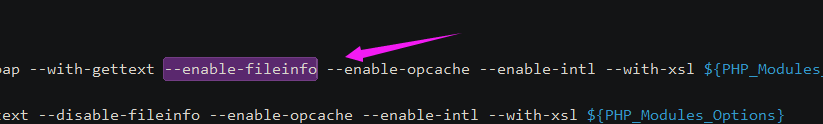 oap --with-gettext --enable-fileinfo --enable-opcache --enable-intl --with-xsl ${PHP_Modules_
ext --disable-fileinfo --enable-opcache --enable-intl --with-xsl ${PHP_Modules_Options}